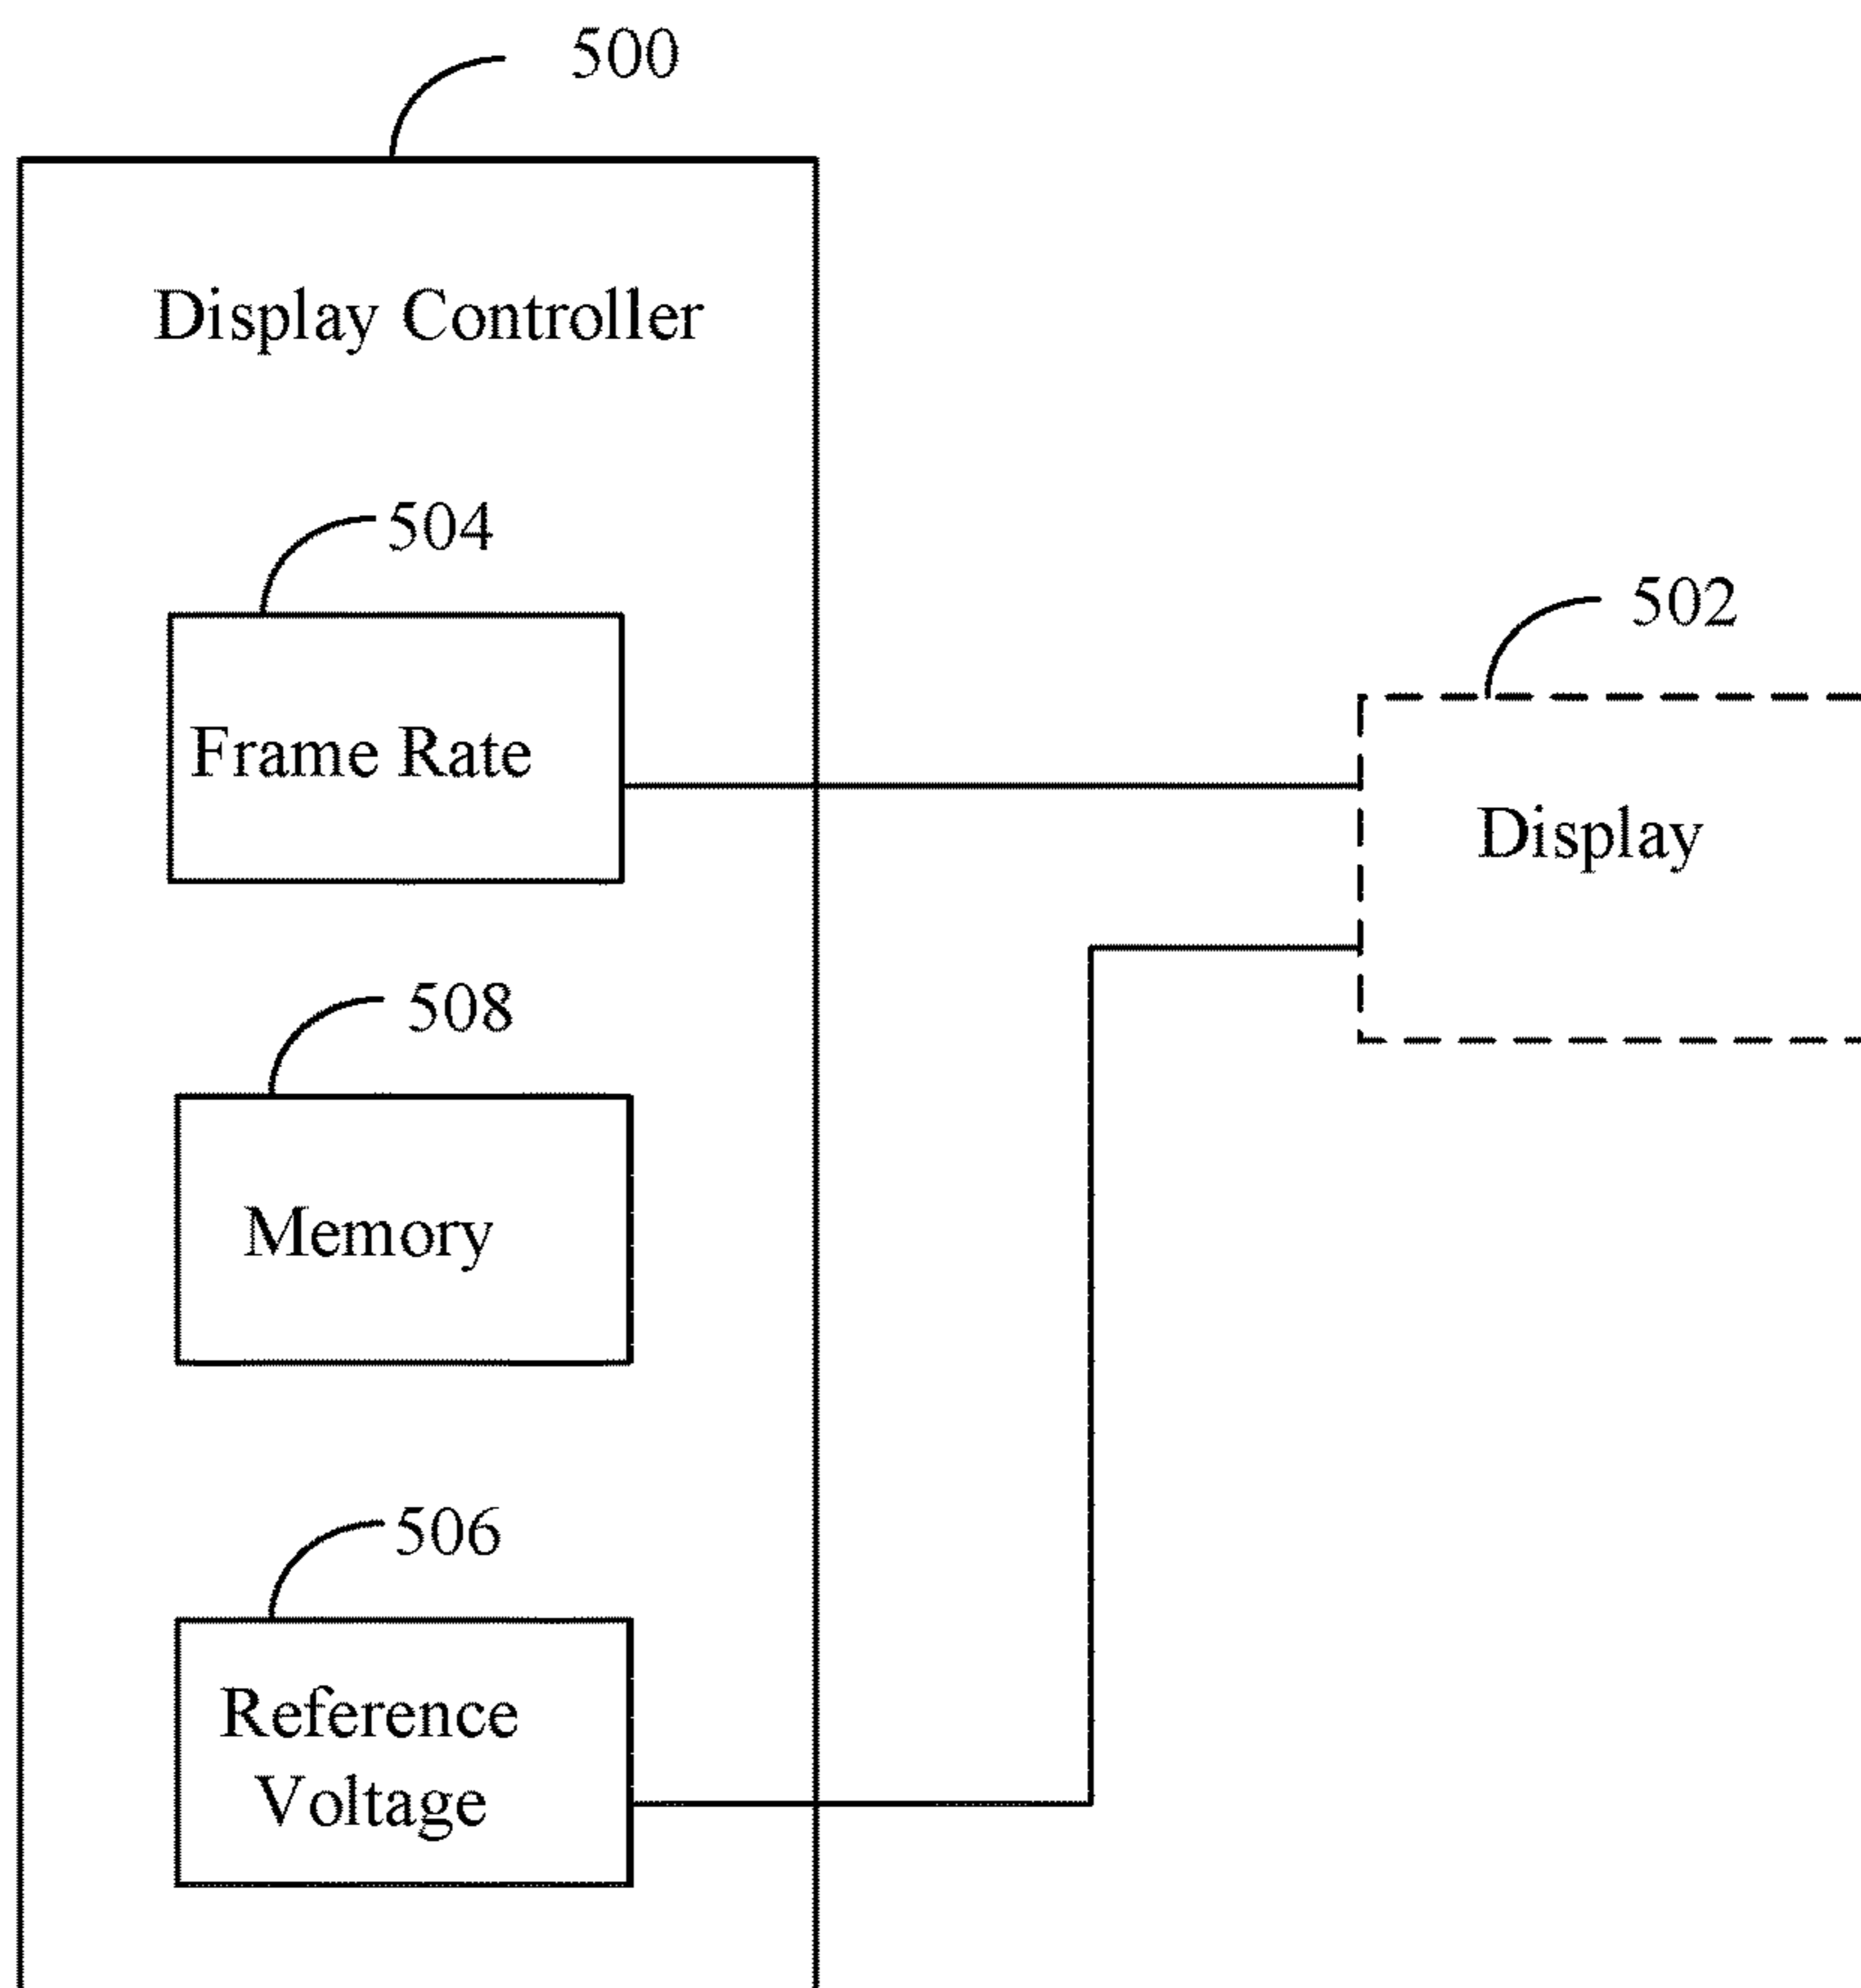 500
Display Controller
504
Frame Rate
502
Display
508
Memory
506
Reference
Voltage